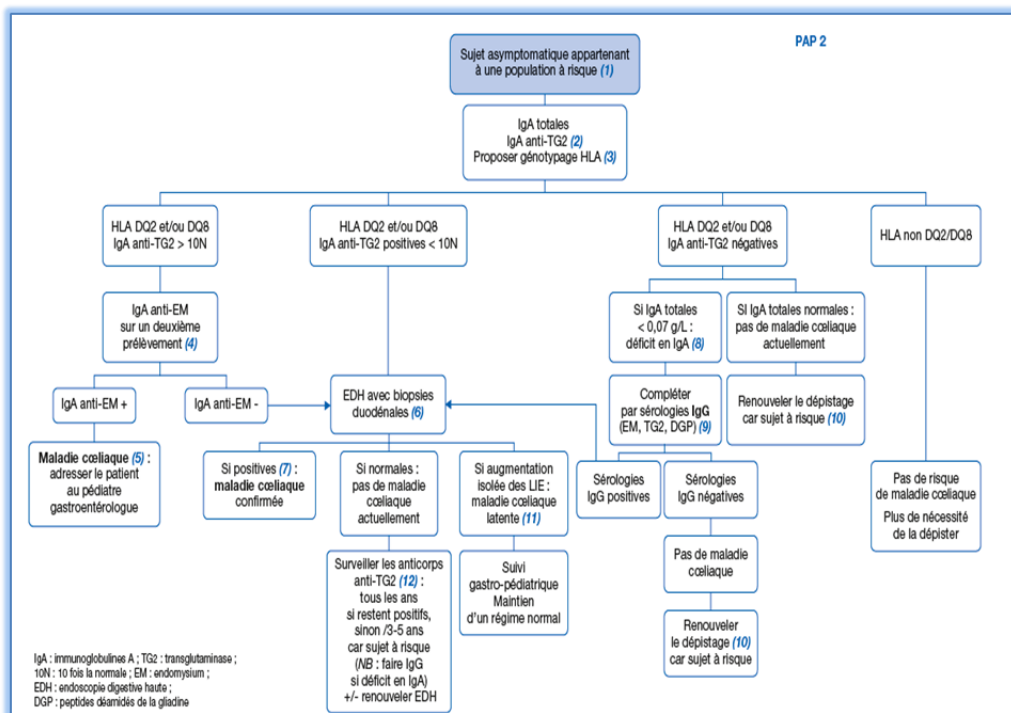 PAP 2
Sujet asymptomatique appartenant
à une population à risque (1)
IgA totales
IgA anti-TG2 (2)
Proposer génotypage HLA (3)
HLA DQ2 et/ou DQ8
IgA anti-TG2 > 10N
HLA DQ2 et/ou DQ8
IgA anti-TG2 positives < 10N
HLA DQ2 et/ou DQ8
IgA anti-TG2 négatives
HLA non DQ2/DQ8
IgA anti-EM
sur un deuxième
prélèvement (4)
SI IgA totales
< 0,07 g/L :
déficit en IgA (8)
SI IgA totales normales :
pas de maladie cœliaque
actuellement
IgA anti-EM +
IgA anti-EM -
EDH avec biopsies
duodénales (6)
Compléter
par sérologies IgG
(EM, TG2, DGP) (9)
Renouveler le dépistage
car sujet à risque (10)
Maladie cœliaque (5) :
adresser le patient
au pédiatre
gastroentérologue
Si positives (7) :
maladie cœliaque
confirmée
Si normales :
pas de maladie
cœliaque
actuellement
Si augmentation
isolée des LIE :
maladie cœliaque
latente (11)
Sérologies
IgG positives
Sérologies
IgG négatives
Pas de risque
de maladie cœliaque
Plus de nécessité
de la dépister
Surveiller les anticorps
anti-TG2 (12) :
tous les ans
si restent positifs,
sinon /3-5 ans
car sujet à risque
(NB : faire IgG
si déficit en IgA)
+/- renouveler EDH
Suivi
gastro-pédiatrique
Maintien
d'un régime normal
Pas de maladie
cœliaque
Renouveler
le dépistage (10)
car sujet à risque
IgA : immunoglobulines A ; TG2 : transglutaminase ;
10N : 10 fois la normale ; EM : endomysium ;
EDH : endoscopie digestive haute ;
DGP : peptides déamidés de la gliadine